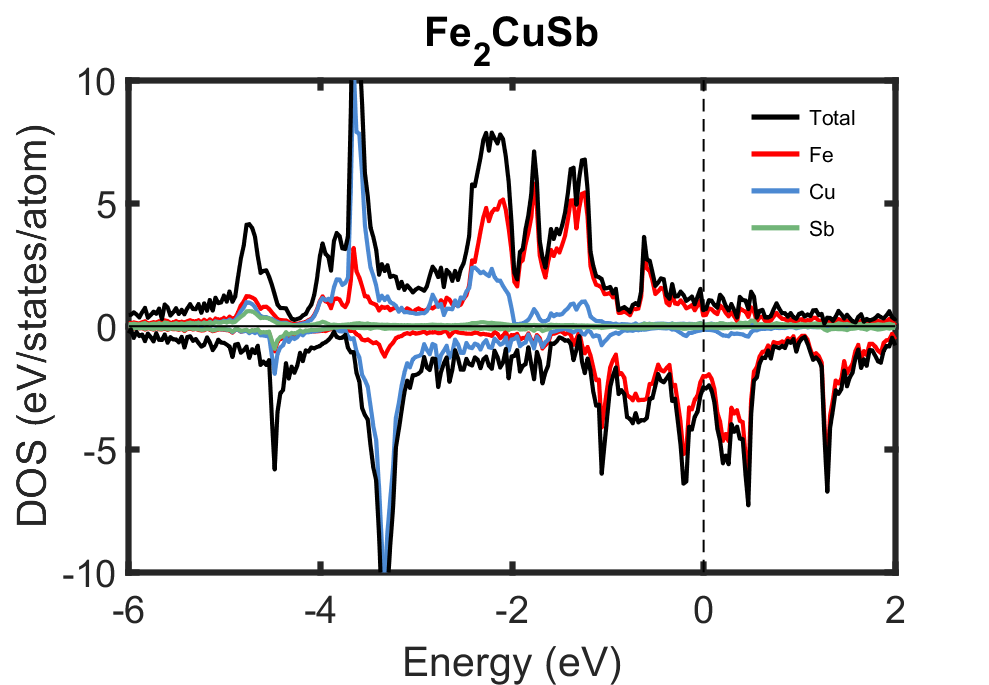 Fe2CuSb
10
5
0
-5
-10
DOS (eV/states/atom)
Total
Fe
Cu
Sb
-6 -4 -2 0 2
Energy (eV)